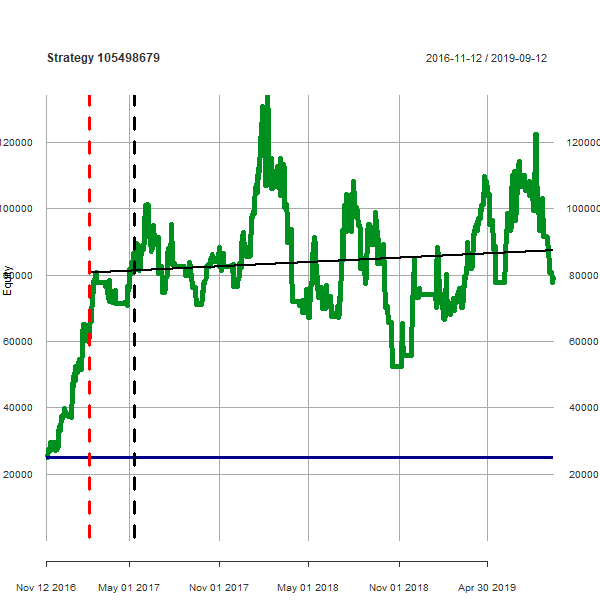 Strategy 105498679
2016-11-12 / 2019-09-12
120000
120000
100000
100000
80000
80000
Equity
60000
60000
40000
40000
20000
20000
Nov 12 2016
May 01 2017
Nov 01 2017
May 01 2018
Nov 01 2018
Apr 30 2019